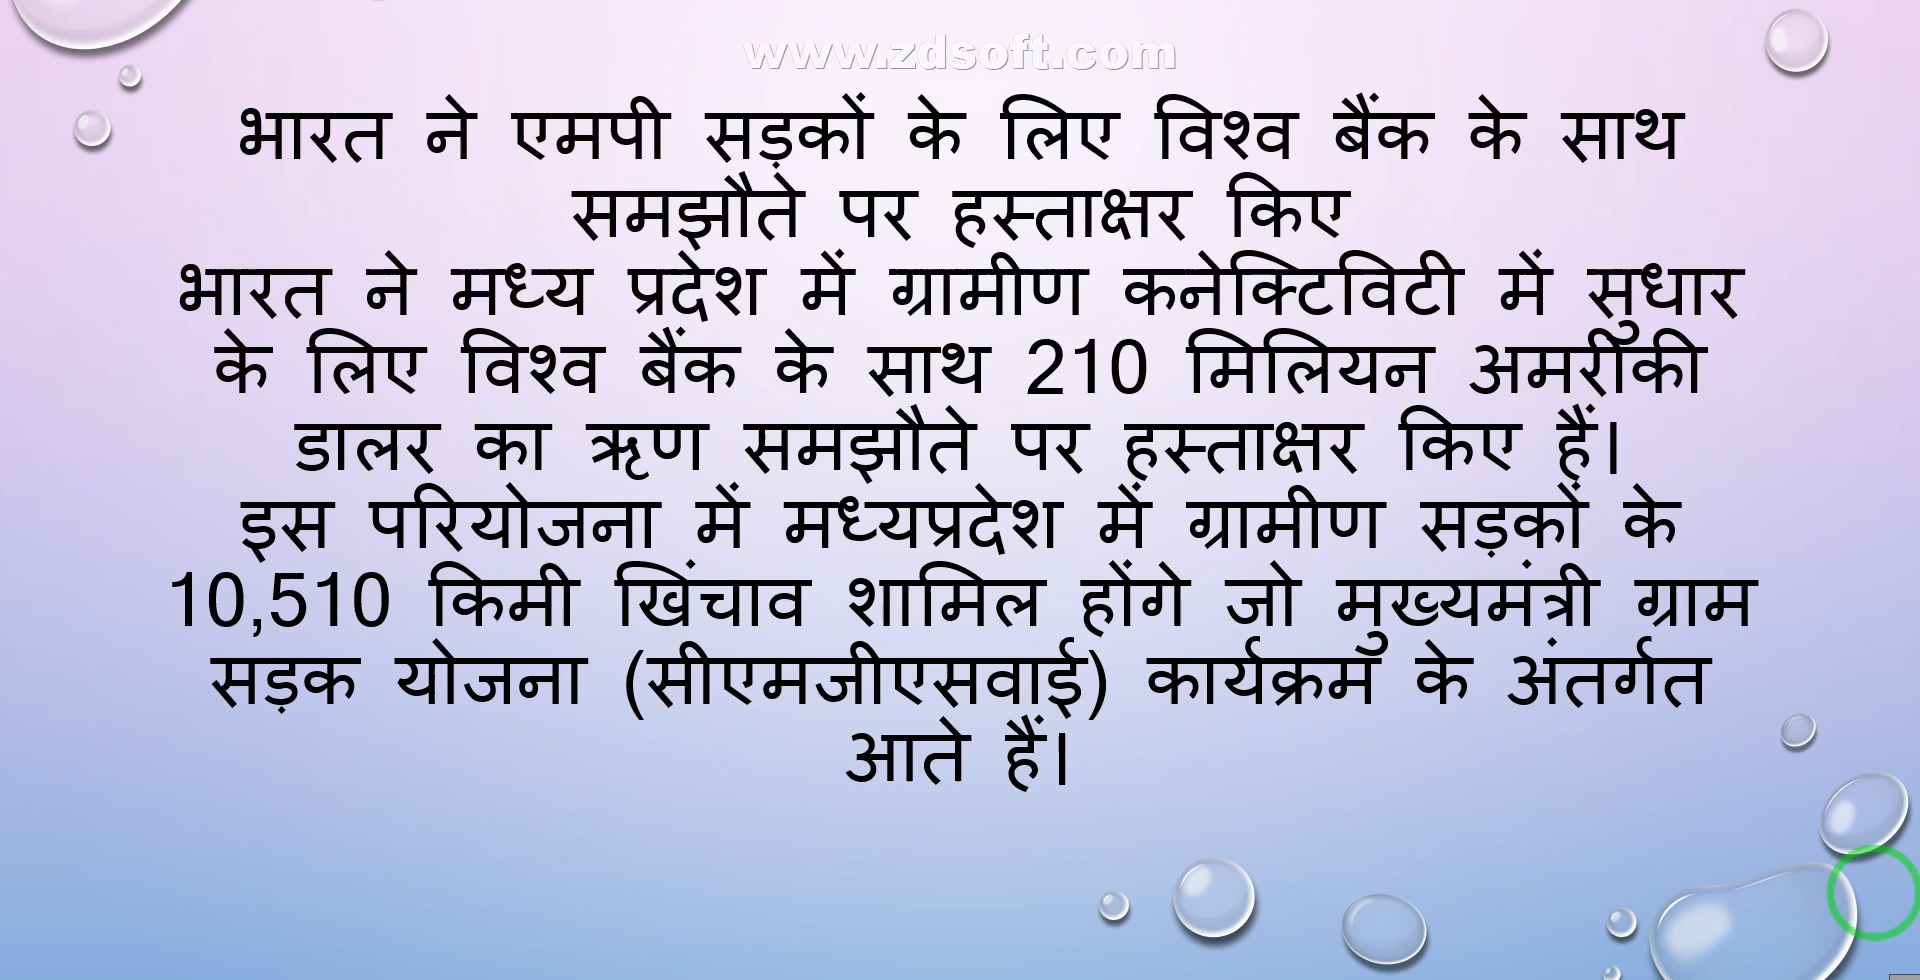 www.zdsoft.com
भारत ने एमपी सड़कों के लिए विश्व बैंक के साथ
समझौते पर हस्ताक्षर किए
भारत ने मध्य प्रदेश में ग्रामीण कनेक्टिविटी में सुधार
के लिए विश्व बैंक के साथ 210 मिलियन अमरीकी
डालर का ऋण समझौते पर हस्ताक्षर किए हैं।
इस परियोजना में मध्यप्रदेश में ग्रामीण सड़कों के
10,510 किमी खिंचाव शामिल होंगे जो मुख्यमंत्री ग्राम
सड़क योजना (सीएमजीएसवाई) कार्यक्रम के अंतर्गत
आते हैं।